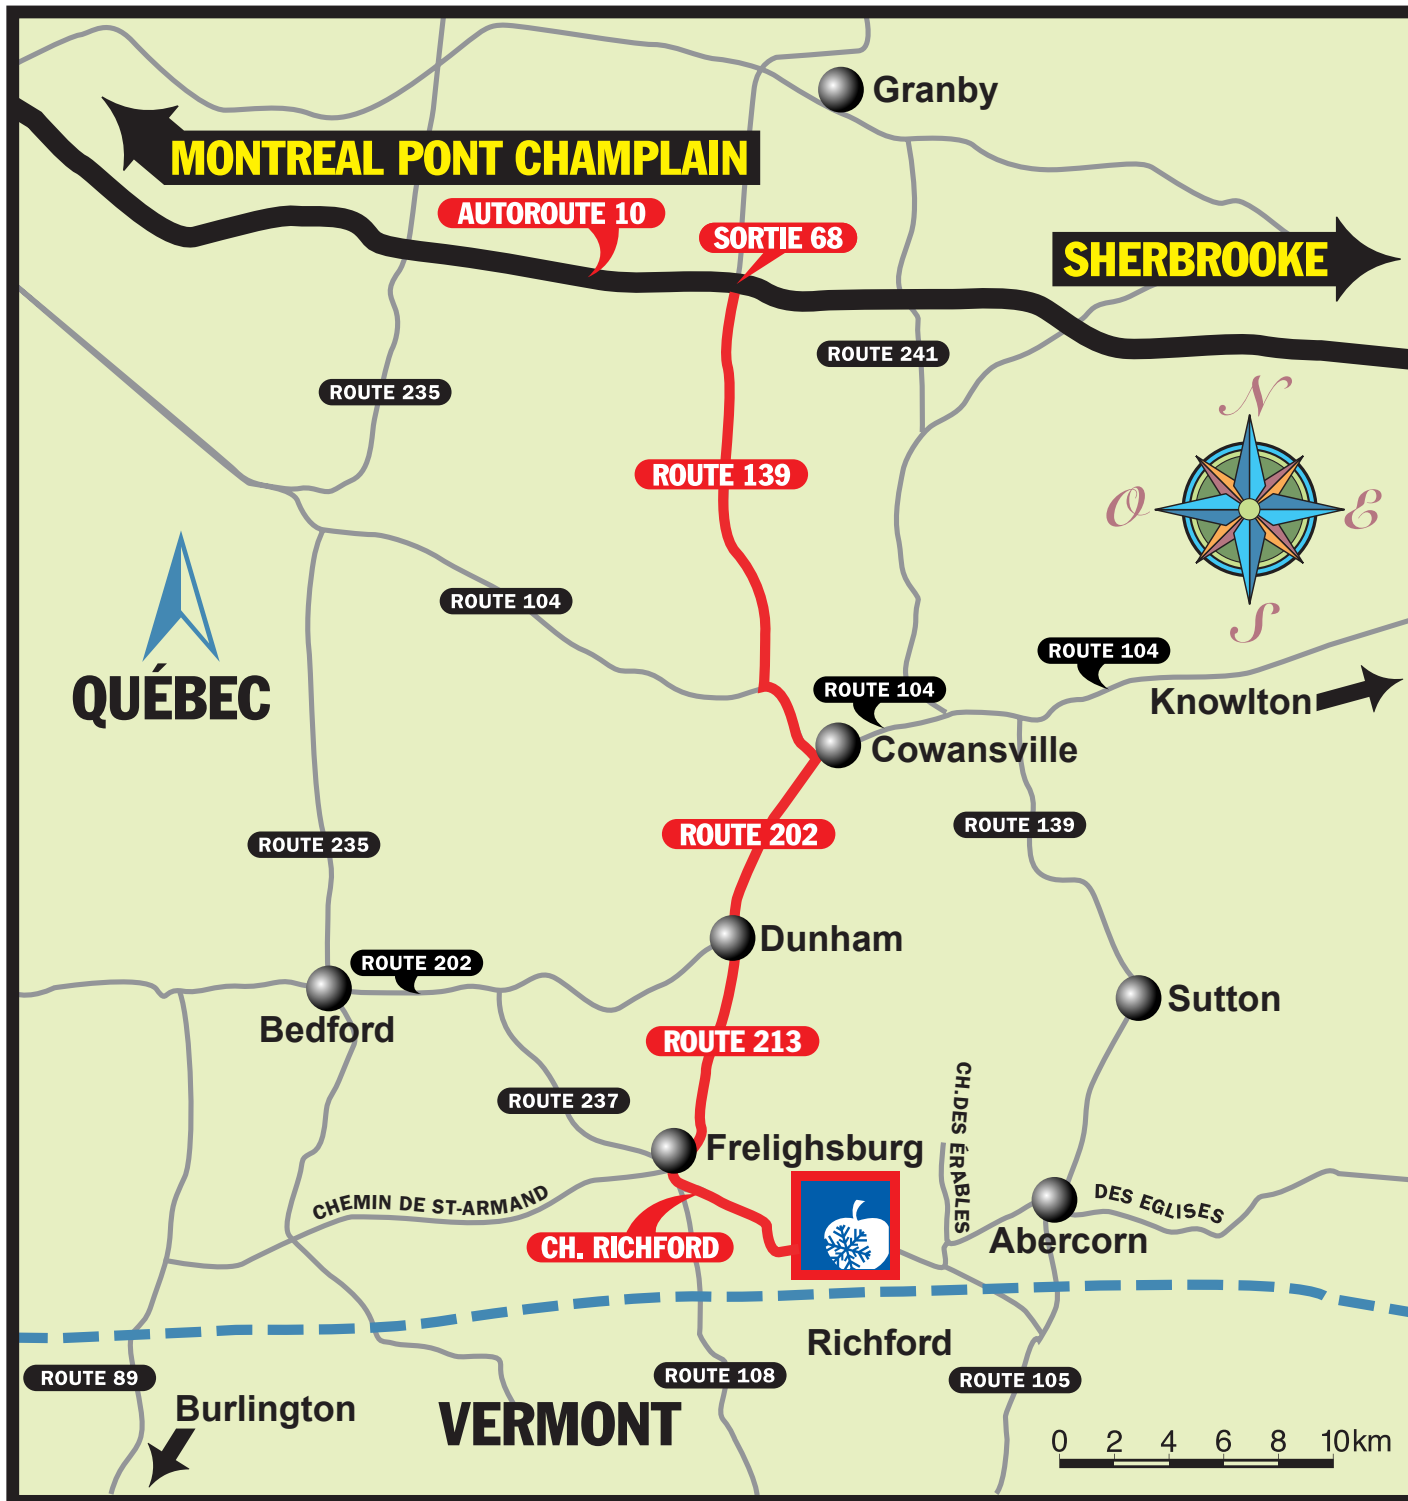 Granby
MONTREAL PONT CHAMPLAIN
AUTOROUTE 10
SORTIE 68
SHERBROOKE
ROUTE 241
ROUTE 235
N
ROUTE 139
O
E
ROUTE 104
S
ROUTE 104
QUÉBEC
ROUTE 104
Knowlton
Cowansville
ROUTE 139
ROUTE 202
ROUTE 235
Dunham
ROUTE 202
Sutton
Bedford
ROUTE 213
CH.DES ÉRABLES
ROUTE 237
Frelighsburg
CHEMIN DE ST-ARMAND
DES EGLISES
Abercorn
CH. RICHFORD
Richford
ROUTE 89
ROUTE 108
ROUTE 105
Burlington
VERMONT
0 2 4 6 8 10km